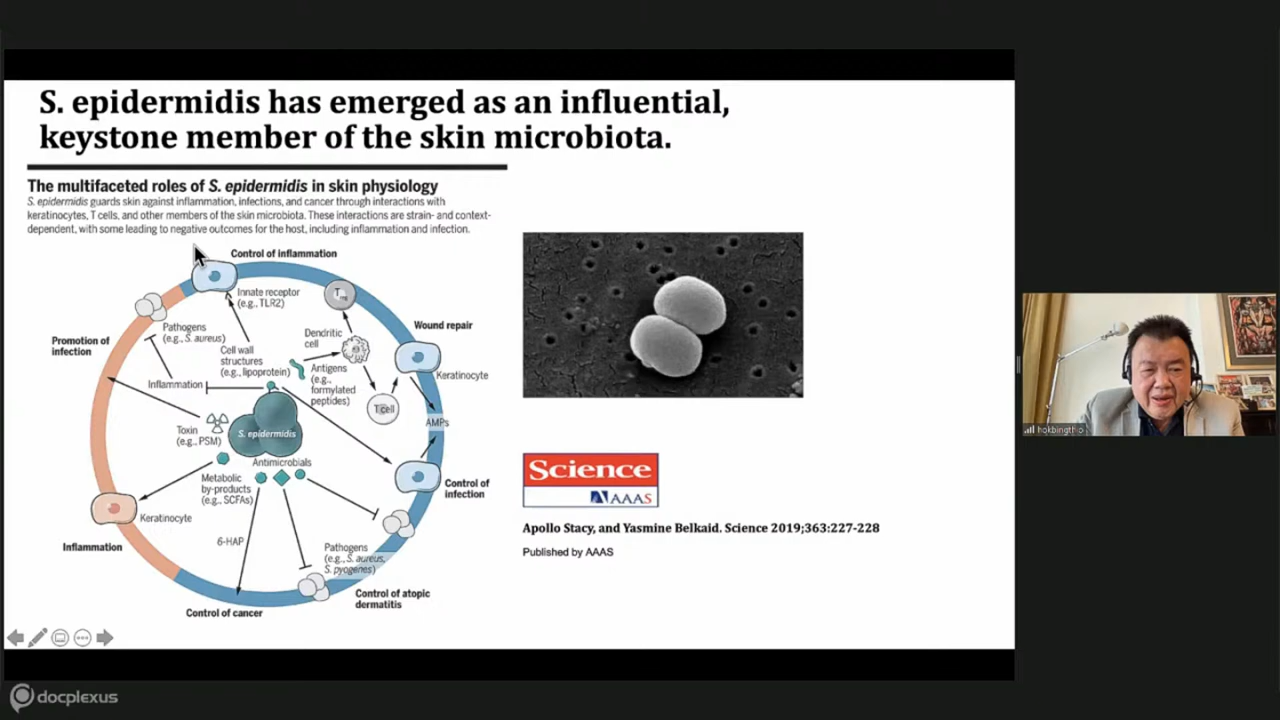 S. epidermidis has emerged as an influential,
keystone member of the skin microbiota.
The multifaceted roles of S. epidermidis in skin physiology
S. epidermidis guards skin against inflammation, infections, and cancer through interactions with
keratinocytes, T cells, and other members of the skin microbiota. These interactions are strain- and context-
dependent, with some leading to negative outcomes for the host, including inflammation and infection.
Control of inflammation
Innate receptor
(e.g., TLR2)
Pathogens
(e.g., S. aureus)
Promotion of
infection
Cell wall
structures
(e.g., lipoprotein)
Dendritic
cell
Wound repair
Keratinocyte
Antigens
(e.g.,
formylated
peptides)
Inflammation
T cell
AMPs
Toxin
(e.g., PSM)
S. epidermidis
Antimicrobials
Metabolic
by-products
(e.g., SCFAs)
Control of
infection
Keratinocyte
Inflammation
6-HAP
Pathogens
(e.g., S. aureus,
S. pyogenes)
Control of atopic
dermatitis
Control of cancer
Science
AAAS
Apollo Stacy, and Yasmine Belkaid. Science 2019;363:227-228
Published by AAAS
docplexus